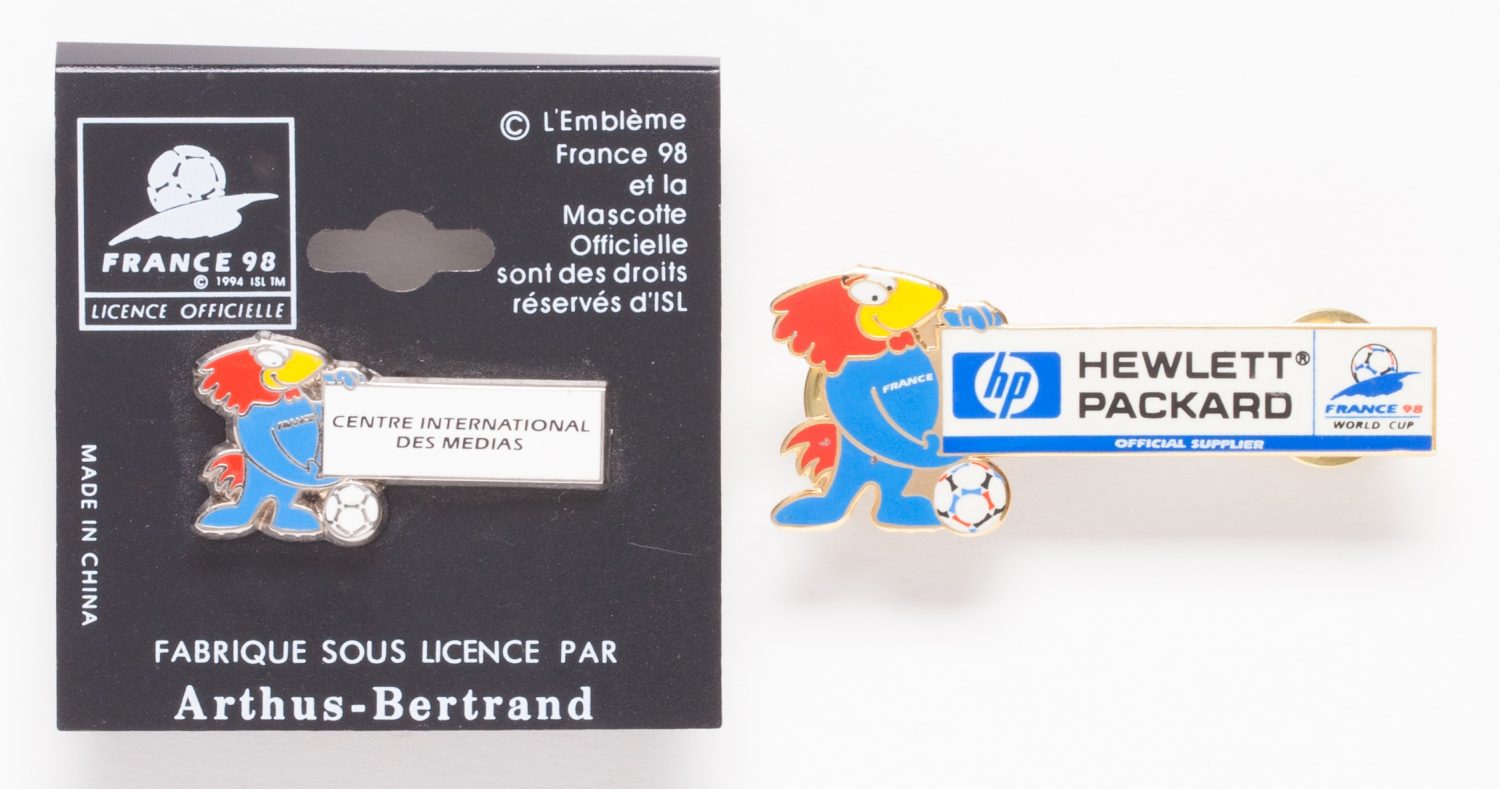 © L'Emblème
France 98
et la
Mascotte
Officielle
sont des droits
réservés d'ISL
FRANCE 98
© 1994 ISL TM
LICENCE OFFICIELLE
FRANCE
CENTRE INTERNATIONAL
DES MEDIAS
MADE IN CHINA
FABRIQUE SOUS LICENCE PAR
Arthus-Bertrand
FRANCE
hp
HEWLETT®
PACKARD
FRANCE 98
WORLD CUP
OFFICIAL SUPPLIER